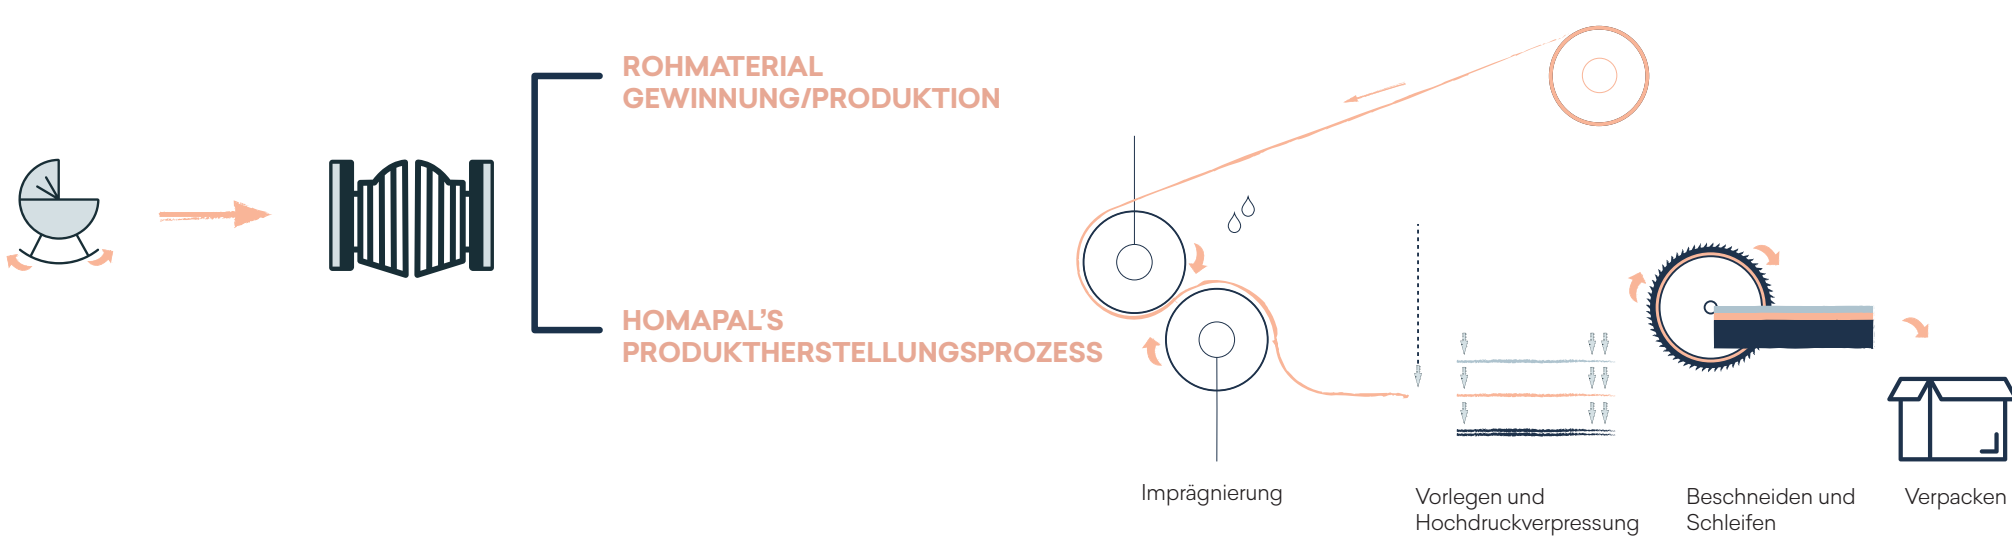 ROHMATERIAL
GEWINNUNG/PRODUKTION
HOMAPAL'S
PRODUKTHERSTELLUNGSPROZESS
Imprägnierung
Vorlegen und
Hochdruckverpressung
Beschneiden und
Schleifen
Verpacken